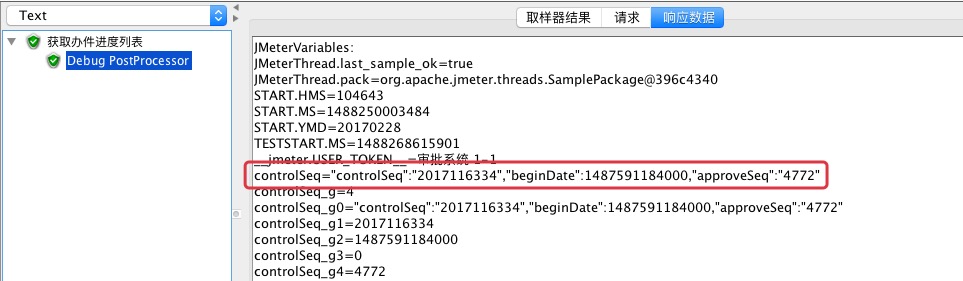 Text
获取办件进度列表
Debug PostProcessor
取样器结果 请求 响应数据
JMeterVariables:
JMeterThread.last_sample_ok=true
JMeterThread.pack=org.apache.jmeter.threads.SamplePackage@396c4340
START.HMS=104643
START.MS=1488250003484
START.YMD=20170228
TESTSTART.MS=1488268615901
__jmeter.USER_TOKEN__=审批系统 1-1
controlSeq="controlSeq":"2017116334","beginDate":1487591184000,"approveSeq":"4772"
controlSeq_g=4
controlSeq_g0="controlSeq":"2017116334","beginDate":1487591184000,"approveSeq":"4772"
controlSeq_g1=2017116334
controlSeq_g2=1487591184000
controlSeq_g3=0
controlSeq_g4=4772